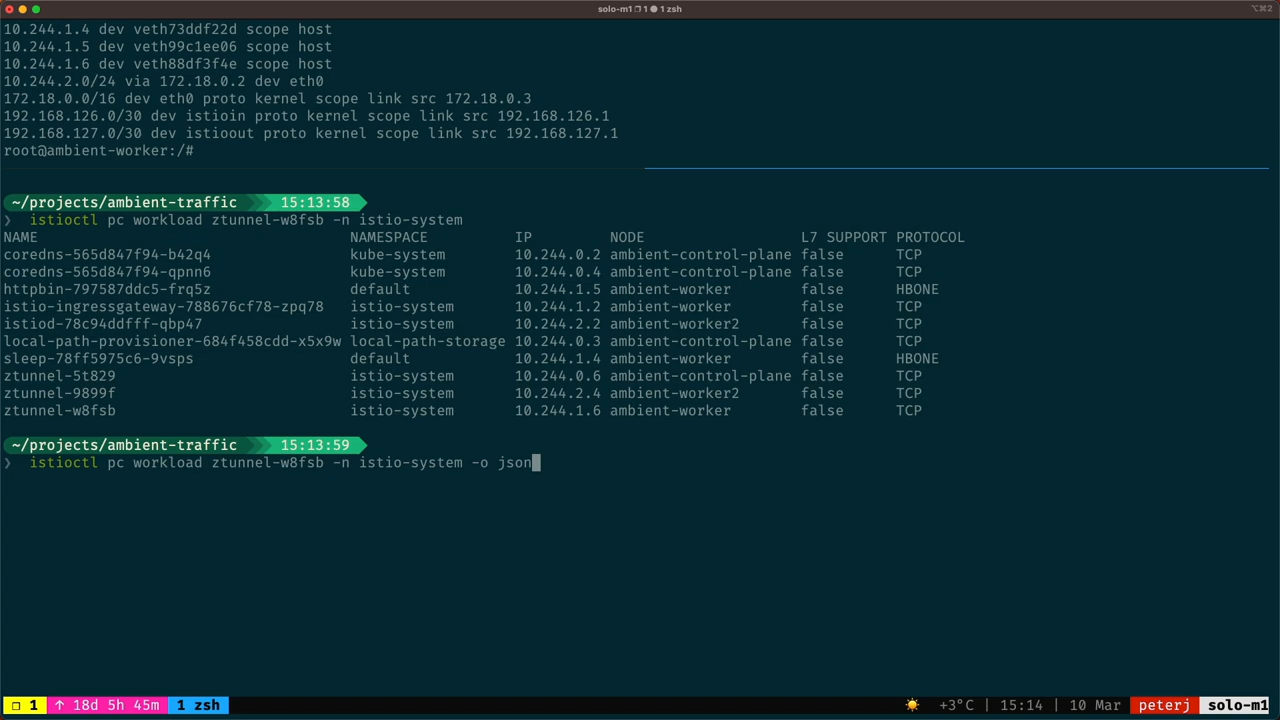 solo-m1 1 1 zsh
⌥⌘2
10.244.1.4 dev veth73ddf22d scope host
10.244.1.5 dev veth99c1ee06 scope host
10.244.1.6 dev veth88df3f4e scope host
10.244.2.0/24 via 172.18.0.2 dev eth0
172.18.0.0/16 dev eth0 proto kernel scope link src 172.18.0.3
192.168.126.0/30 dev istioin proto kernel scope link src 192.168.126.1
192.168.127.0/30 dev istioout proto kernel scope link src 192.168.127.1
root@ambient-worker:/#
~/projects/ambient-traffic 15:13:58
❯ istioctl pc workload ztunnel-w8fsb -n istio-system
NAME NAMESPACE IP NODE L7 SUPPORT PROTOCOL
coredns-565d847f94-b42q4 kube-system 10.244.0.2 ambient-control-plane false TCP
coredns-565d847f94-qpnn6 kube-system 10.244.0.4 ambient-control-plane false TCP
httpbin-797587ddc5-frq5z default 10.244.1.5 ambient-worker false HBONE
istio-ingressgateway-788676cf78-zpq78 istio-system 10.244.1.2 ambient-worker false TCP
istiod-78c94ddfff-qbp47 istio-system 10.244.2.2 ambient-worker2 false TCP
local-path-provisioner-684f458cdd-x5x9w local-path-storage 10.244.0.3 ambient-control-plane false TCP
sleep-78ff5975c6-9vsps default 10.244.1.4 ambient-worker false HBONE
ztunnel-5t829 istio-system 10.244.0.6 ambient-control-plane false TCP
ztunnel-9899f istio-system 10.244.2.4 ambient-worker2 false TCP
ztunnel-w8fsb istio-system 10.244.1.6 ambient-worker false TCP
~/projects/ambient-traffic 15:13:59
❯ istioctl pc workload ztunnel-w8fsb -n istio-system -o json
❐ 1 ↑ 18d 5h 45m 1 zsh +3°C | 15:14 | 10 Mar peterj solo-m1